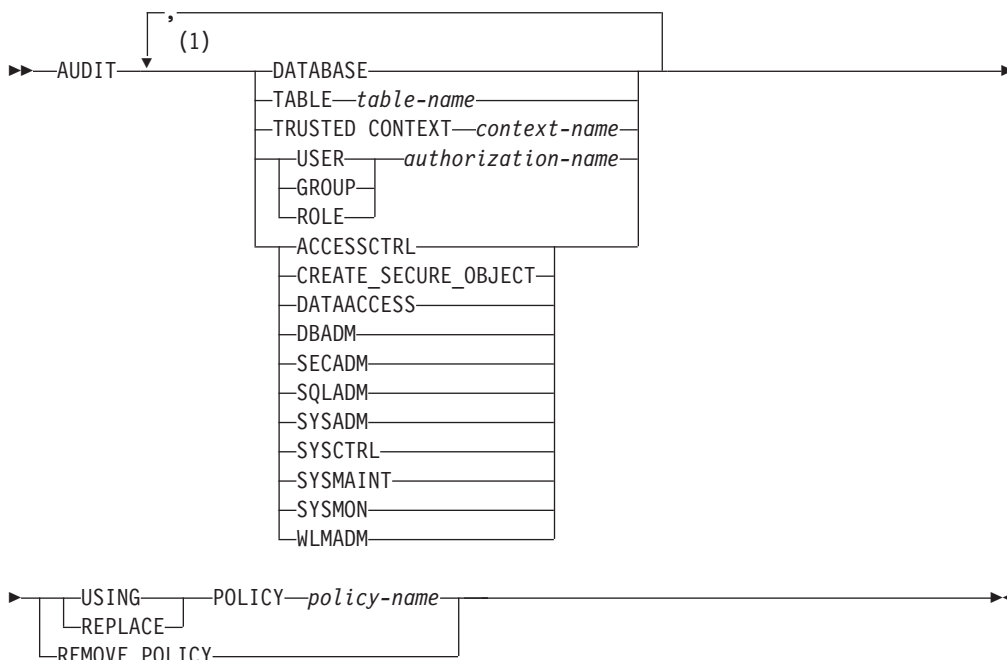 ,
(1)
AUDIT DATABASE
TABLE table-name
TRUSTED CONTEXT context-name
USER authorization-name
GROUP
ROLE
ACCESSCTRL
CREATE_SECURE_OBJECT
DATAACCESS
DBADM
SECADM
SQLADM
SYSADM
SYSCTRL
SYSMAINT
SYSMON
WLMADM
USING POLICY policy-name
REPLACE
REMOVE POLICY